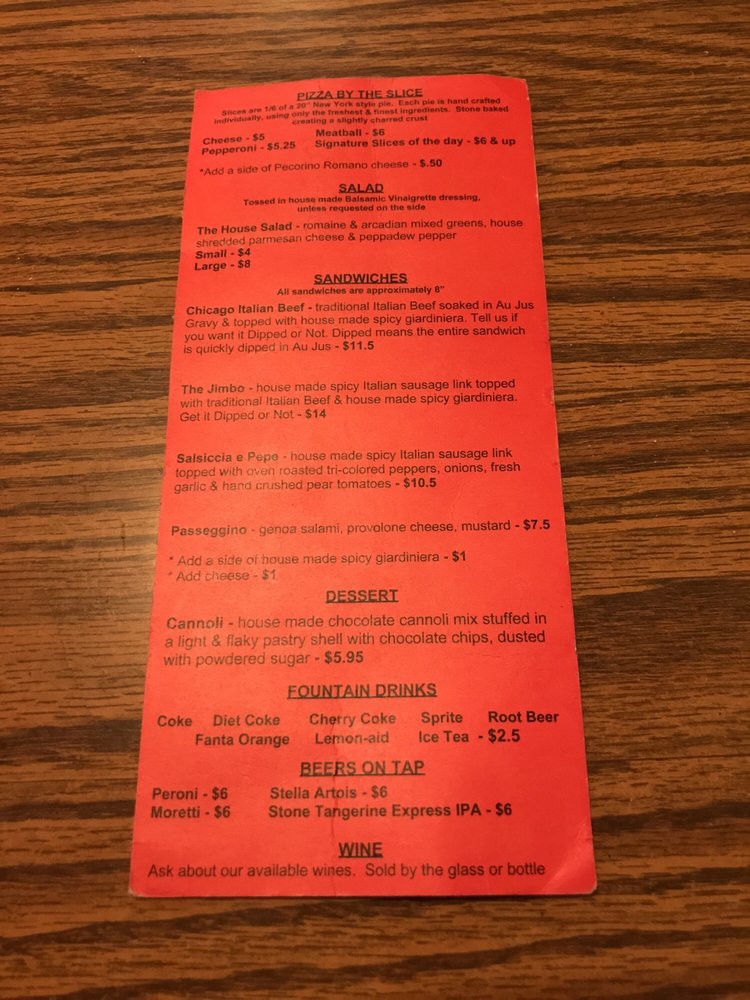 PIZZA BY THE SLICE
Slices are 1/6 of a 20" New York style pie. Each pie is hand crafted
individually, using only the freshest & finest ingredients. Stone baked
creating a slightly charred crust
Cheese - $5 Meatball - $6
Pepperoni - $5.25 Signature Slices of the day - $6 & up
*Add a side of Pecorino Romano cheese - $.50
SALAD
Tossed in house made Balsamic Vinaigrette dressing,
unless requested on the side
The House Salad - romaine & arcadian mixed greens, house
shredded parmesan cheese & peppadew pepper
Small - $4
Large - $8
SANDWICHES
All sandwiches are approximately 8"
Chicago Italian Beef - traditional Italian Beef soaked in Au Jus
Gravy & topped with house made spicy giardiniera. Tell us if
you want it Dipped or Not. Dipped means the entire sandwich
is quickly dipped in Au Jus - $11.5
The Jimbo - house made spicy Italian sausage link topped
with traditional Italian Beef & house made spicy giardiniera.
Get it Dipped or Not - $14
Salsiccia e Pepe - house made spicy Italian sausage link
topped with oven roasted tri-colored peppers, onions, fresh
garlic & hand crushed pear tomatoes - $10.5
Passeggino - genoa salami, provolone cheese, mustard - $7.5
* Add a side of house made spicy giardiniera - $1
* Add cheese - $1
DESSERT
Cannoli - house made chocolate cannoli mix stuffed in
a light & flaky pastry shell with chocolate chips, dusted
with powdered sugar - $5.95
FOUNTAIN DRINKS
Coke Diet Coke Cherry Coke Sprite Root Beer
Fanta Orange Lemon-aid Ice Tea - $2.5
BEERS ON TAP
Peroni - $6 Stella Artois - $6
Moretti - $6 Stone Tangerine Express IPA - $6
WINE
Ask about our available wines. Sold by the glass or bottle